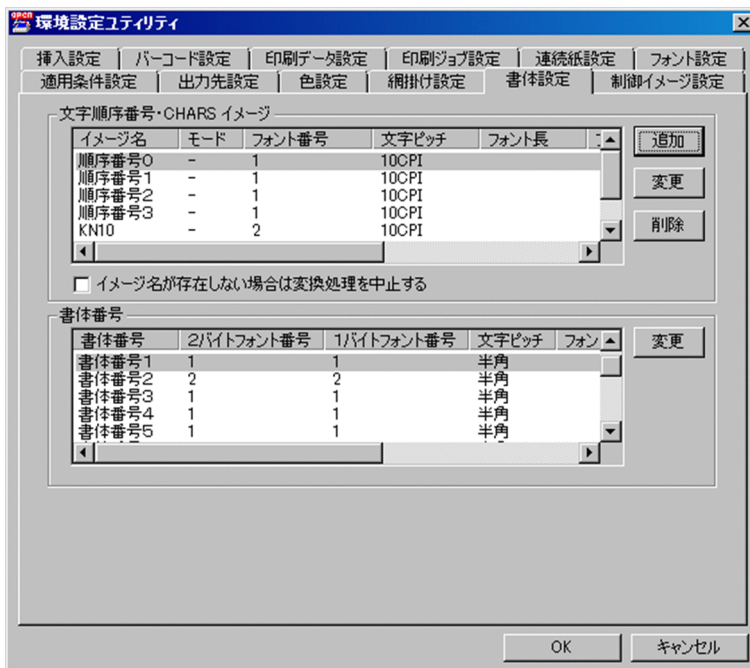 OPEN 環境設定ユティリティ
挿入設定 バーコード設定 印刷データ設定 印刷ジョブ設定 連続紙設定 フォント設定
適用条件設定 出力先設定 色設定 網掛け設定 書体設定 制御イメージ設定
文字順序番号・CHARS イメージ
イメージ名 モード フォント番号 文字ピッチ フォント長 追加
順序番号0 - 1 10CPI
順序番号1 - 1 10CPI 変更
順序番号2 - 1 10CPI
順序番号3 - 1 10CPI 削除
KN10 - 2 10CPI
イメージ名が存在しない場合は変換処理を中止する
書体番号
書体番号 2バイトフォント番号 1バイトフォント番号 文字ピッチ フォン 変更
書体番号1 1 1 半角
書体番号2 2 2 半角
書体番号3 1 1 半角
書体番号4 1 1 半角
書体番号5 1 1 半角
OK キャンセル